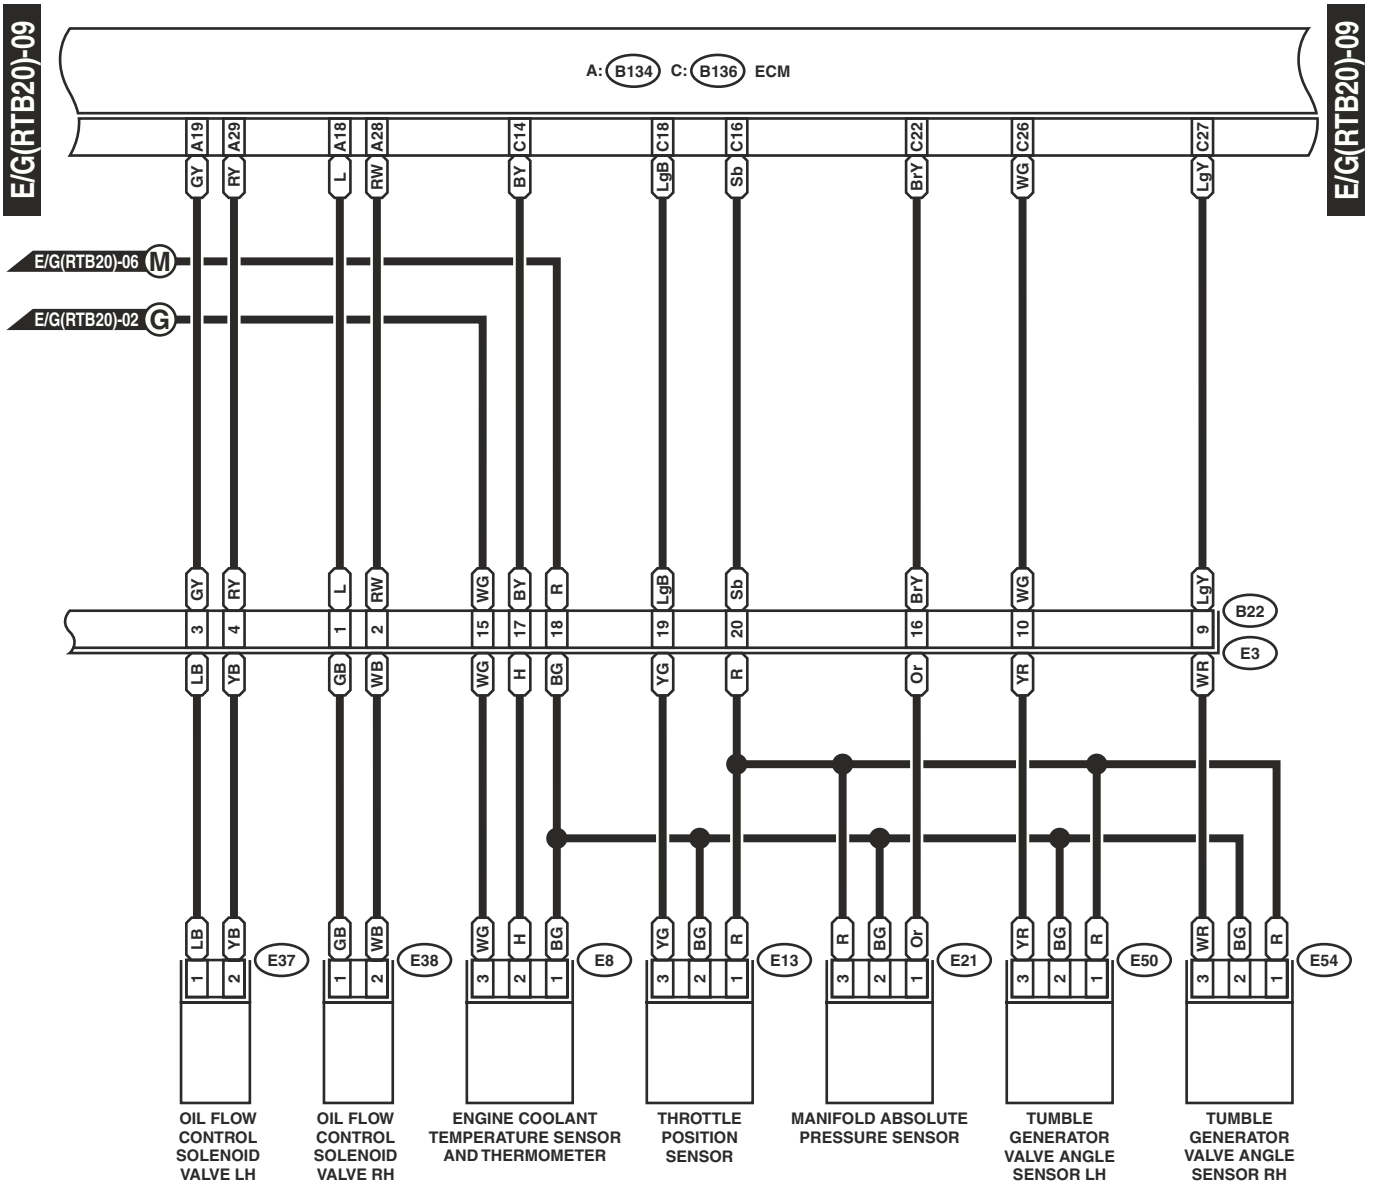 E/G(RTB20)-09
E/G(RTB20)-09
A: B134 C: B136 ECM
A19 A29 A18 A28 C14 C18 C16 C22 C26 C27
GY RY L RW BY LgB Sb BrY WG LgY
E/G(RTB20)-06 M
E/G(RTB20)-02 G
GY RY L RW WG BY R LgB Sb BrY WG LgY
B22
3 4 1 2 15 17 18 19 20 16 10 9
E3
LB YB GB WB WG H BG YG R Or YR WR
LB YB GB WB WG H BG YG BG R R BG Or YR BG R WR BG R
E37 E38 E8 E13 E21 E50 E54
1 2 1 2 3 2 1 3 2 1 3 2 1 3 2 1 3 2 1
OIL FLOW
CONTROL
SOLENOID
VALVE LH
OIL FLOW
CONTROL
SOLENOID
VALVE RH
ENGINE COOLANT
TEMPERATURE SENSOR
AND THERMOMETER
THROTTLE
POSITION
SENSOR
MANIFOLD ABSOLUTE
PRESSURE SENSOR
TUMBLE
GENERATOR
VALVE ANGLE
SENSOR LH
TUMBLE
GENERATOR
VALVE ANGLE
SENSOR RH